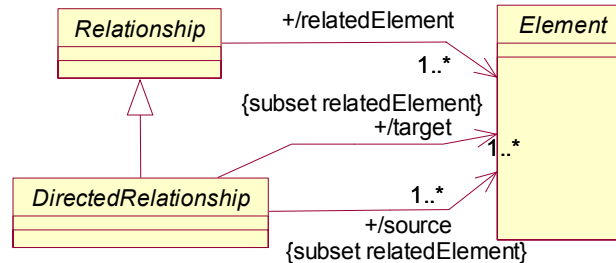 Relationship
+/relatedElement
Element
1..*
{subset relatedElement}
+/target
1..*
DirectedRelationship
1..*
+/source
{subset relatedElement}